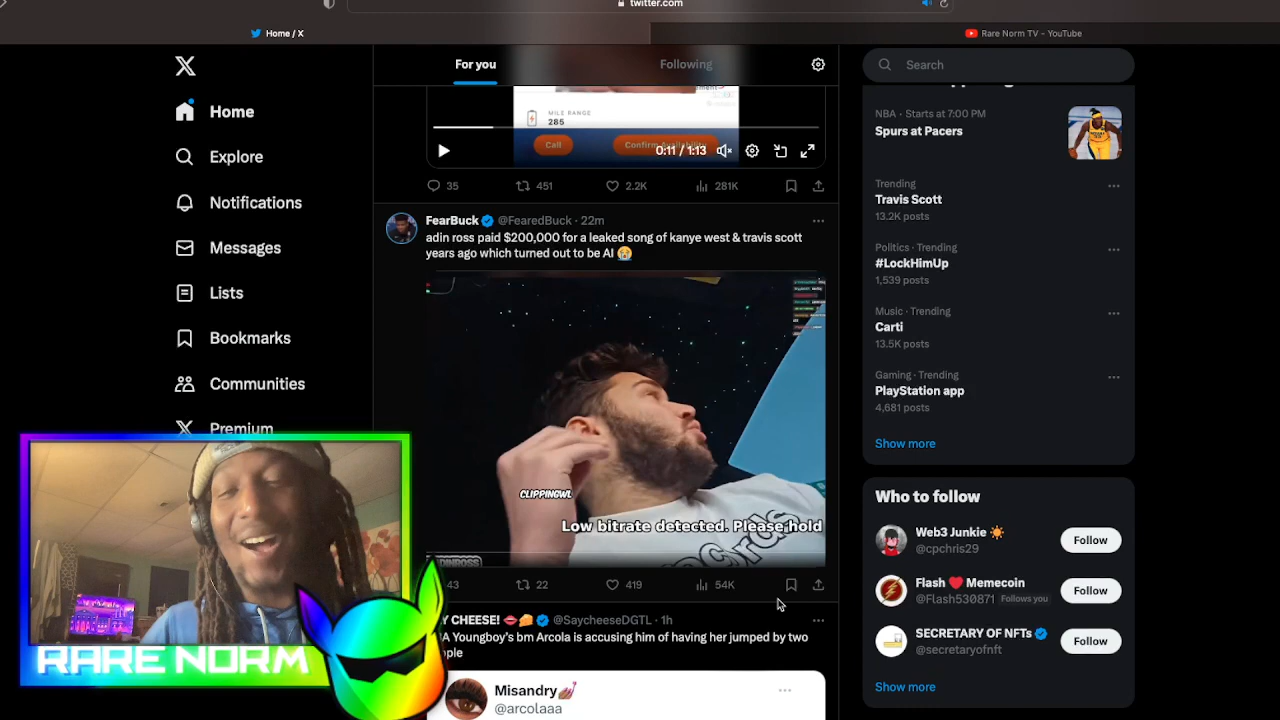 twitter.com
Home / X
Rare Norm TV - YouTube
For you
Following
Search
Home
Explore
Notifications
Messages
Lists
Bookmarks
Communities
Premium
MILE RANGE
285
Call
Confirm Availability
0:11 / 1:13
35
451
2.2K
281K
FearBuck @FearedBuck · 22m
adin ross paid $200,000 for a leaked song of kanye west & travis scott
years ago which turned out to be AI 😭
CLIPPINGWL
Low bitrate detected. Please hold
ADINROSS
43
22
419
54K
Y CHEESE! 👄🧀 @SaycheeseDGTL · 1h
A Youngboy's bm Arcola is accusing him of having her jumped by two
ople
Misandry💅🏽
@arcolaaa
NBA · Starts at 7:00 PM
Spurs at Pacers
Trending
Travis Scott
13.2K posts
Politics · Trending
#LockHimUp
1,539 posts
Music · Trending
Carti
13.5K posts
Gaming · Trending
PlayStation app
4,681 posts
Show more
Who to follow
Web3 Junkie ☀️
@cpchris29
Follow
Flash ❤️ Memecoin
@Flash530871 Follows you
Follow
SECRETARY OF NFTs
@secretaryofnft
Follow
Show more
RARE NORM